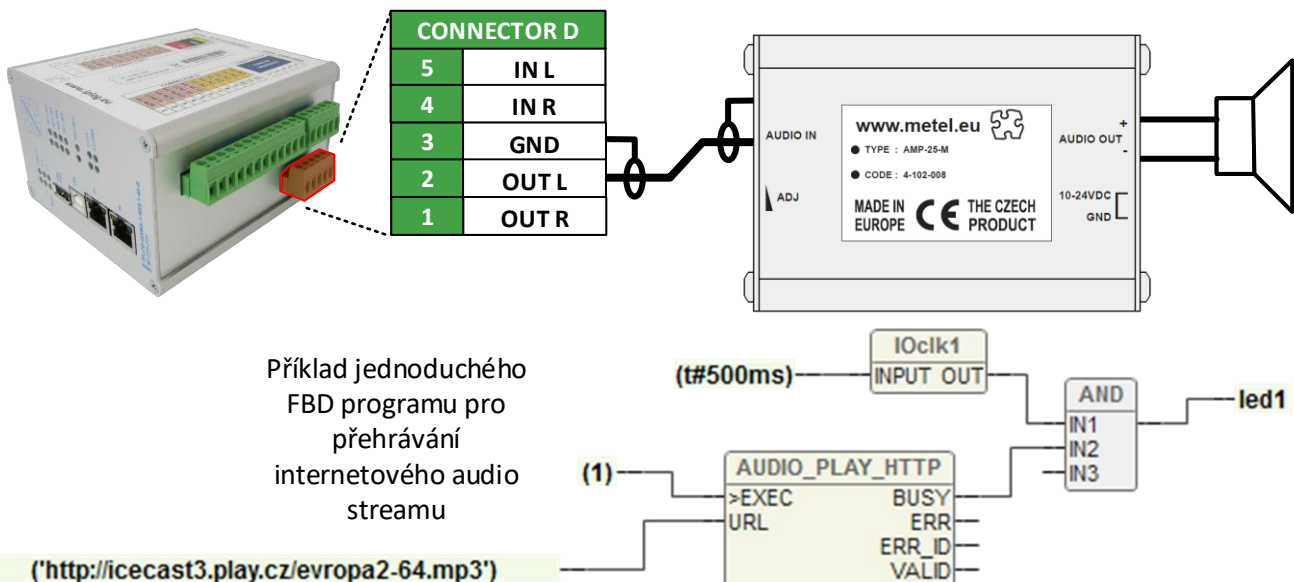 CONNECTOR D
5 IN L
4 IN R
3 GND
2 OUT L
1 OUT R
AUDIO IN
ADJ
www.metel.eu
TYPE : AMP-25-M
CODE : 4-102-008
MADE IN
EUROPE
CE
THE CZECH
PRODUCT
+
AUDIO OUT
-
10-24VDC
GND
Příklad jednoduchého
FBD programu pro
přehrávání
internetového audio
streamu
(t#500ms)
IOclk1
INPUT OUT
AND
IN1
IN2
IN3
led1
(1)
AUDIO_PLAY_HTTP
>EXEC BUSY
URL ERR
ERR_ID
VALID
('http://icecast3.play.cz/evropa2-64.mp3')